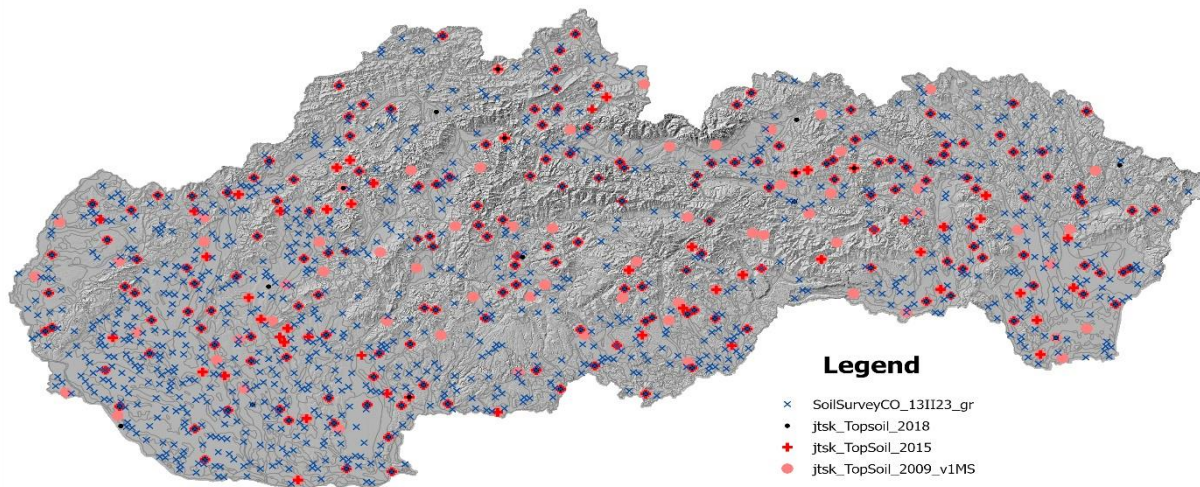 Legend
SoilSurveyCO_13II23_gr
jtsk_Topsoil_2018
jtsk_TopSoil_2015
jtsk_TopSoil_2009_v1MS